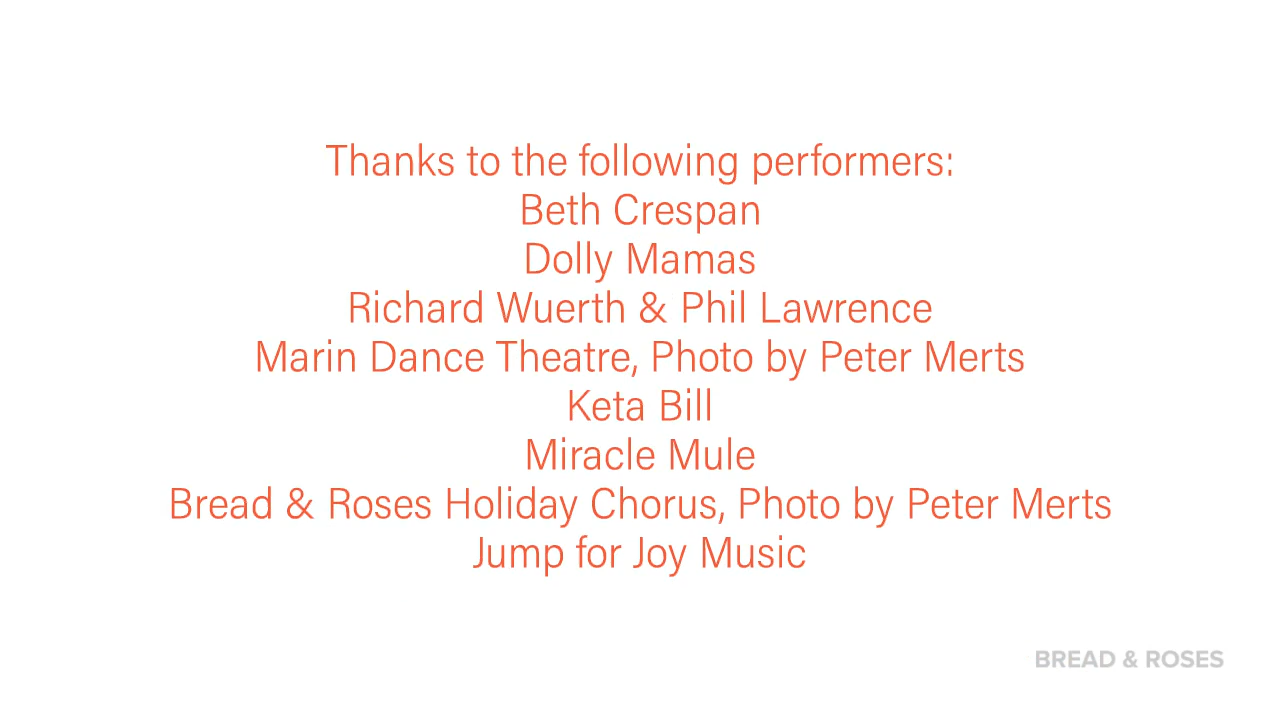 Thanks to the following performers:
Beth Crespan
Dolly Mamas
Richard Wuerth & Phil Lawrence
Marin Dance Theatre, Photo by Peter Merts
Keta Bill
Miracle Mule
Bread & Roses Holiday Chorus, Photo by Peter Merts
Jump for Joy Music
BREAD & ROSES